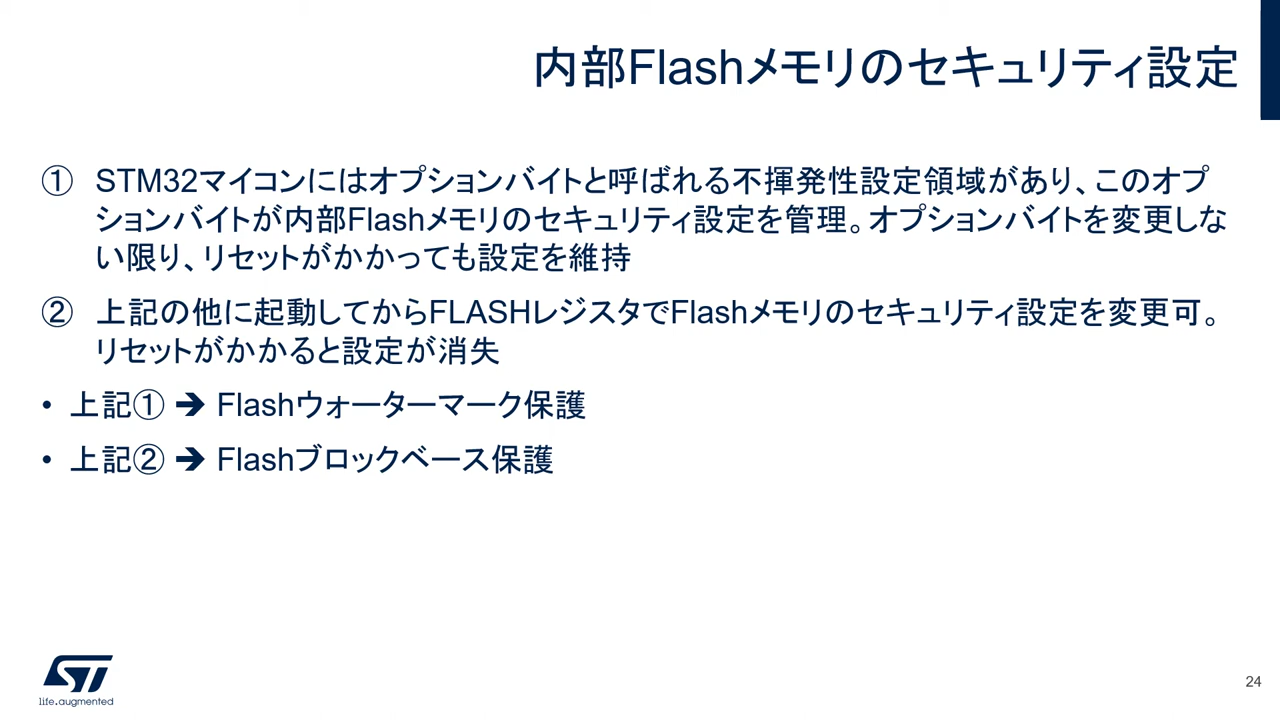 内部Flashメモリのセキュリティ設定
① STM32マイコンにはオプションバイトと呼ばれる不揮発性設定領域があり、このオプ
ションバイトが内部Flashメモリのセキュリティ設定を管理。オプションバイトを変更しな
い限り、リセットがかかっても設定を維持
② 上記の他に起動してからFLASHレジスタでFlashメモリのセキュリティ設定を変更可。
リセットがかかると設定が消失
• 上記① ➔ Flashウォーターマーク保護
• 上記② ➔ Flashブロックベース保護
ST
life.augmented
24